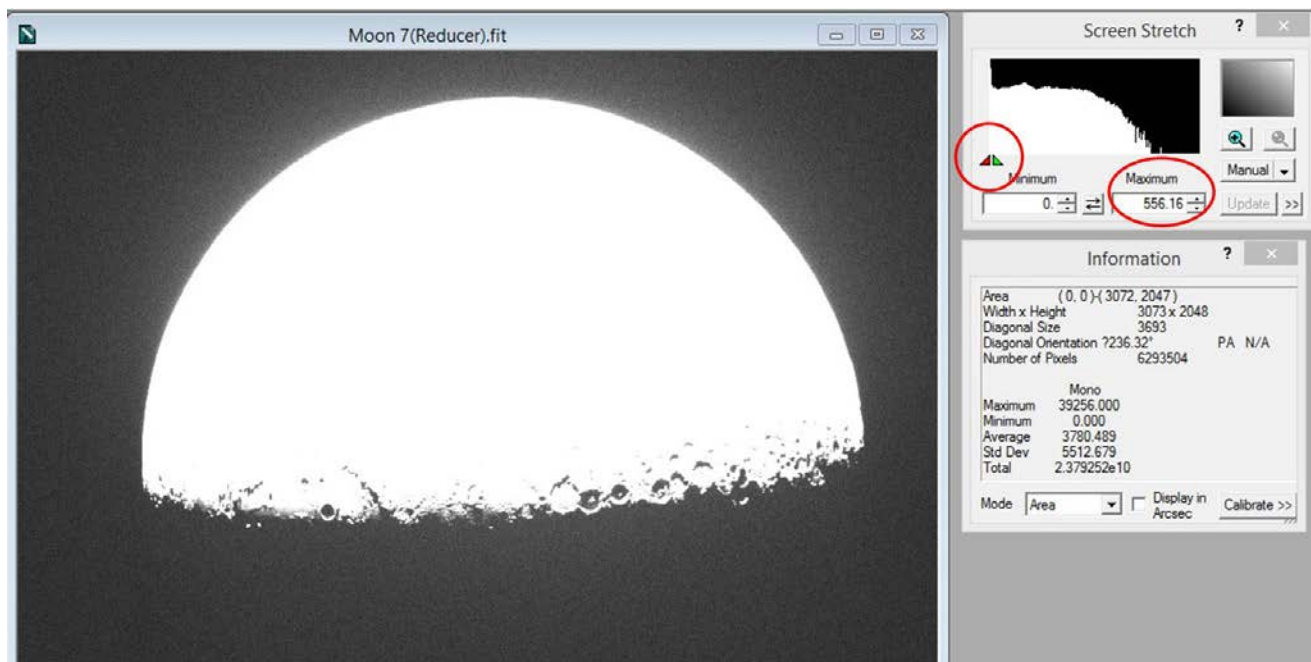 Moon 7(Reducer).fit
Screen Stretch ?
Minimum Maximum
Manual
0. 556.16 Update >>
Information ?
Area ( 0, 0)-( 3072, 2047 )
Width x Height 3073 x 2048
Diagonal Size 3693
Diagonal Orientation ?236.32° PA N/A
Number of Pixels 6293504
Mono
Maximum 39256.000
Minimum 0.000
Average 3780.489
Std Dev 5512.679
Total 2.379252e10
Mode Area Display in Arcsec Calibrate >>